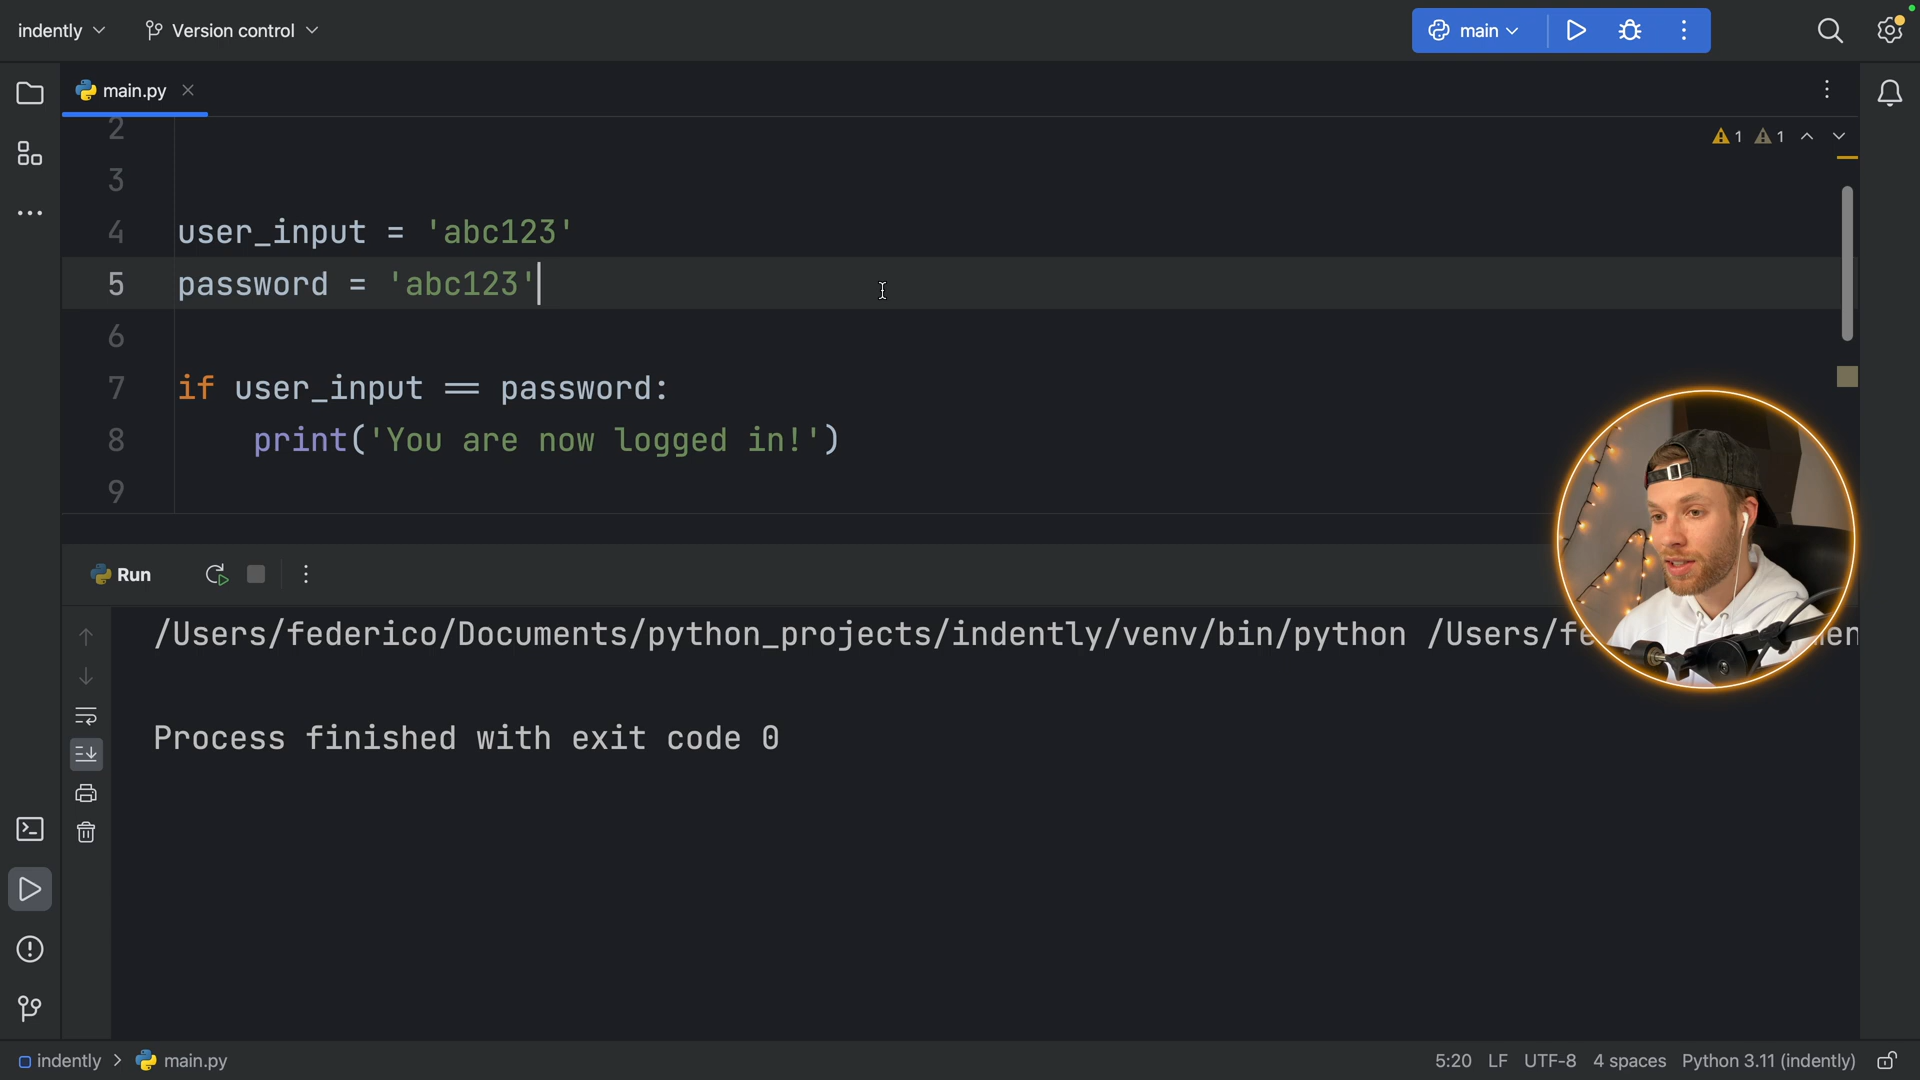 indently
Version control
main
main.py
1 1
2
3
4 user_input = 'abc123'
5 password = 'abc123'
6
7 if user_input == password:
8 print('You are now logged in!')
9
Run
/Users/federico/Documents/python_projects/indently/venv/bin/python /Users/fe
Process finished with exit code 0
indently > main.py
5:20 LF UTF-8 4 spaces Python 3.11 (indently)